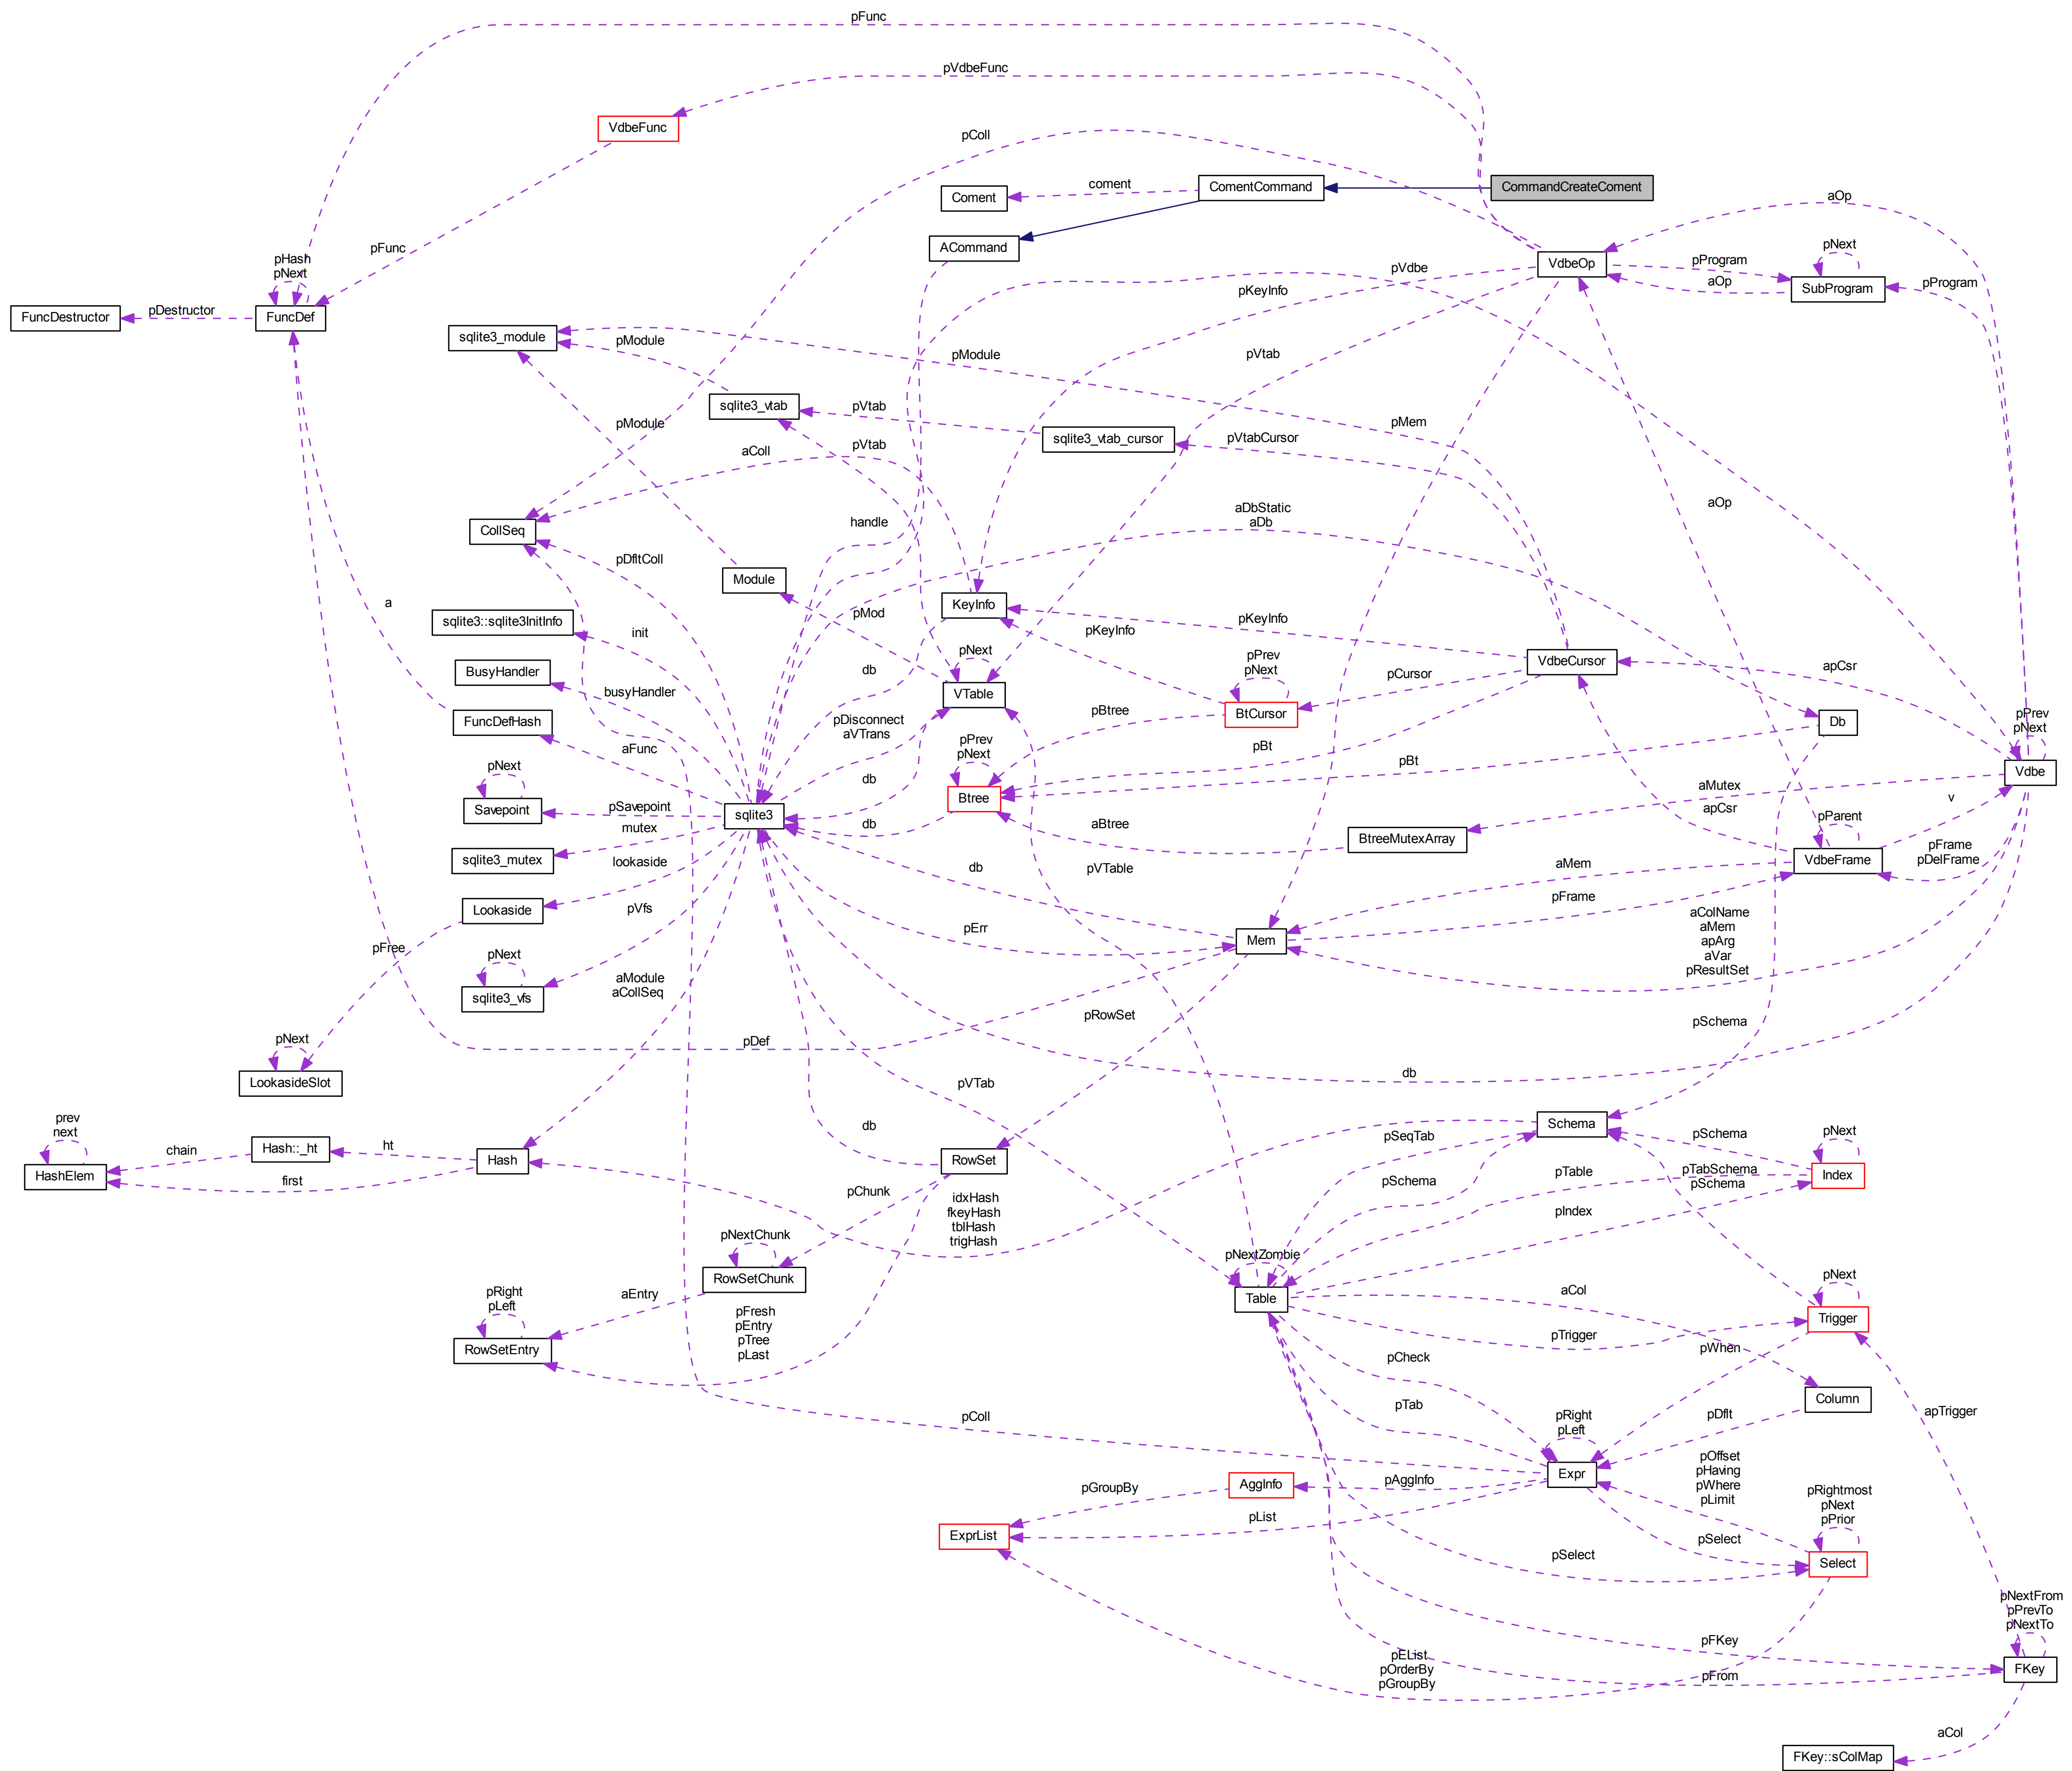 pFunc
pVdbeFunc
VdbeFunc
pColl
coment
ComentCommand
CommandCreateComent
Coment
aOp
pFunc
ACommand
pHash
pNext
pVdbe
VdbeOp
pProgram
pNext
aOp
SubProgram
pProgram
pKeyInfo
FuncDestructor
pDestructor
FuncDef
sqlite3_module
pModule
pModule
pVtab
sqlite3_vtab
pVtab
pMem
pModule
sqlite3_vtab_cursor
pVtabCursor
aColl
pVtab
aOp
handle
aDbStatic
aDb
CollSeq
pDfltColl
Module
a
pMod
KeyInfo
pKeyInfo
sqlite3::sqlite3InitInfo
init
pKeyInfo
pNext
pPrev
pNext
VdbeCursor
apCsr
BusyHandler
busyHandler
db
pCursor
VTable
BtCursor
FuncDefHash
pDisconnect
aVTrans
pBtree
Db
pPrev
pNext
aFunc
pBt
pBt
Vdbe
pNext
db
pPrev
pNext
Savepoint
pSavepoint
sqlite3
Btree
aMutex
apCsr
v
mutex
db
aBtree
BtreeMutexArray
pParent
sqlite3_mutex
lookaside
db
pVTable
aMem
VdbeFrame
pFrame
pDelFrame
Lookaside
pVfs
pErr
pFrame
aColName
aMem
apArg
aVar
pResultSet
Mem
pFree
pNext
sqlite3_vfs
aModule
aCollSeq
pRowSet
pSchema
pDef
pNext
LookasideSlot
pVTab
db
prev
next
Hash::_ht
ht
chain
HashElem
first
Hash
db
RowSet
pSeqTab
Schema
pSchema
pNext
pSchema
pTable
pTabSchema
pSchema
Index
pChunk
idxHash
fkeyHash
tblHash
trigHash
pIndex
pNextChunk
RowSetChunk
pNextZombie
Table
aCol
pNext
Trigger
pRight
pLeft
aEntry
pFresh
pEntry
pTree
pLast
RowSetEntry
pTrigger
pCheck
pWhen
Column
pColl
pTab
pRight
pLeft
pDflt
apTrigger
Expr
pOffset
pHaving
pWhere
pLimit
pGroupBy
AggInfo
pAggInfo
pRightmost
pNext
pPrior
ExprList
pList
pSelect
pSelect
Select
pNextFrom
pPrevTo
pNextTo
pFKey
pEList
pOrderBy
pGroupBy
pFrom
FKey
aCol
FKey::sColMap